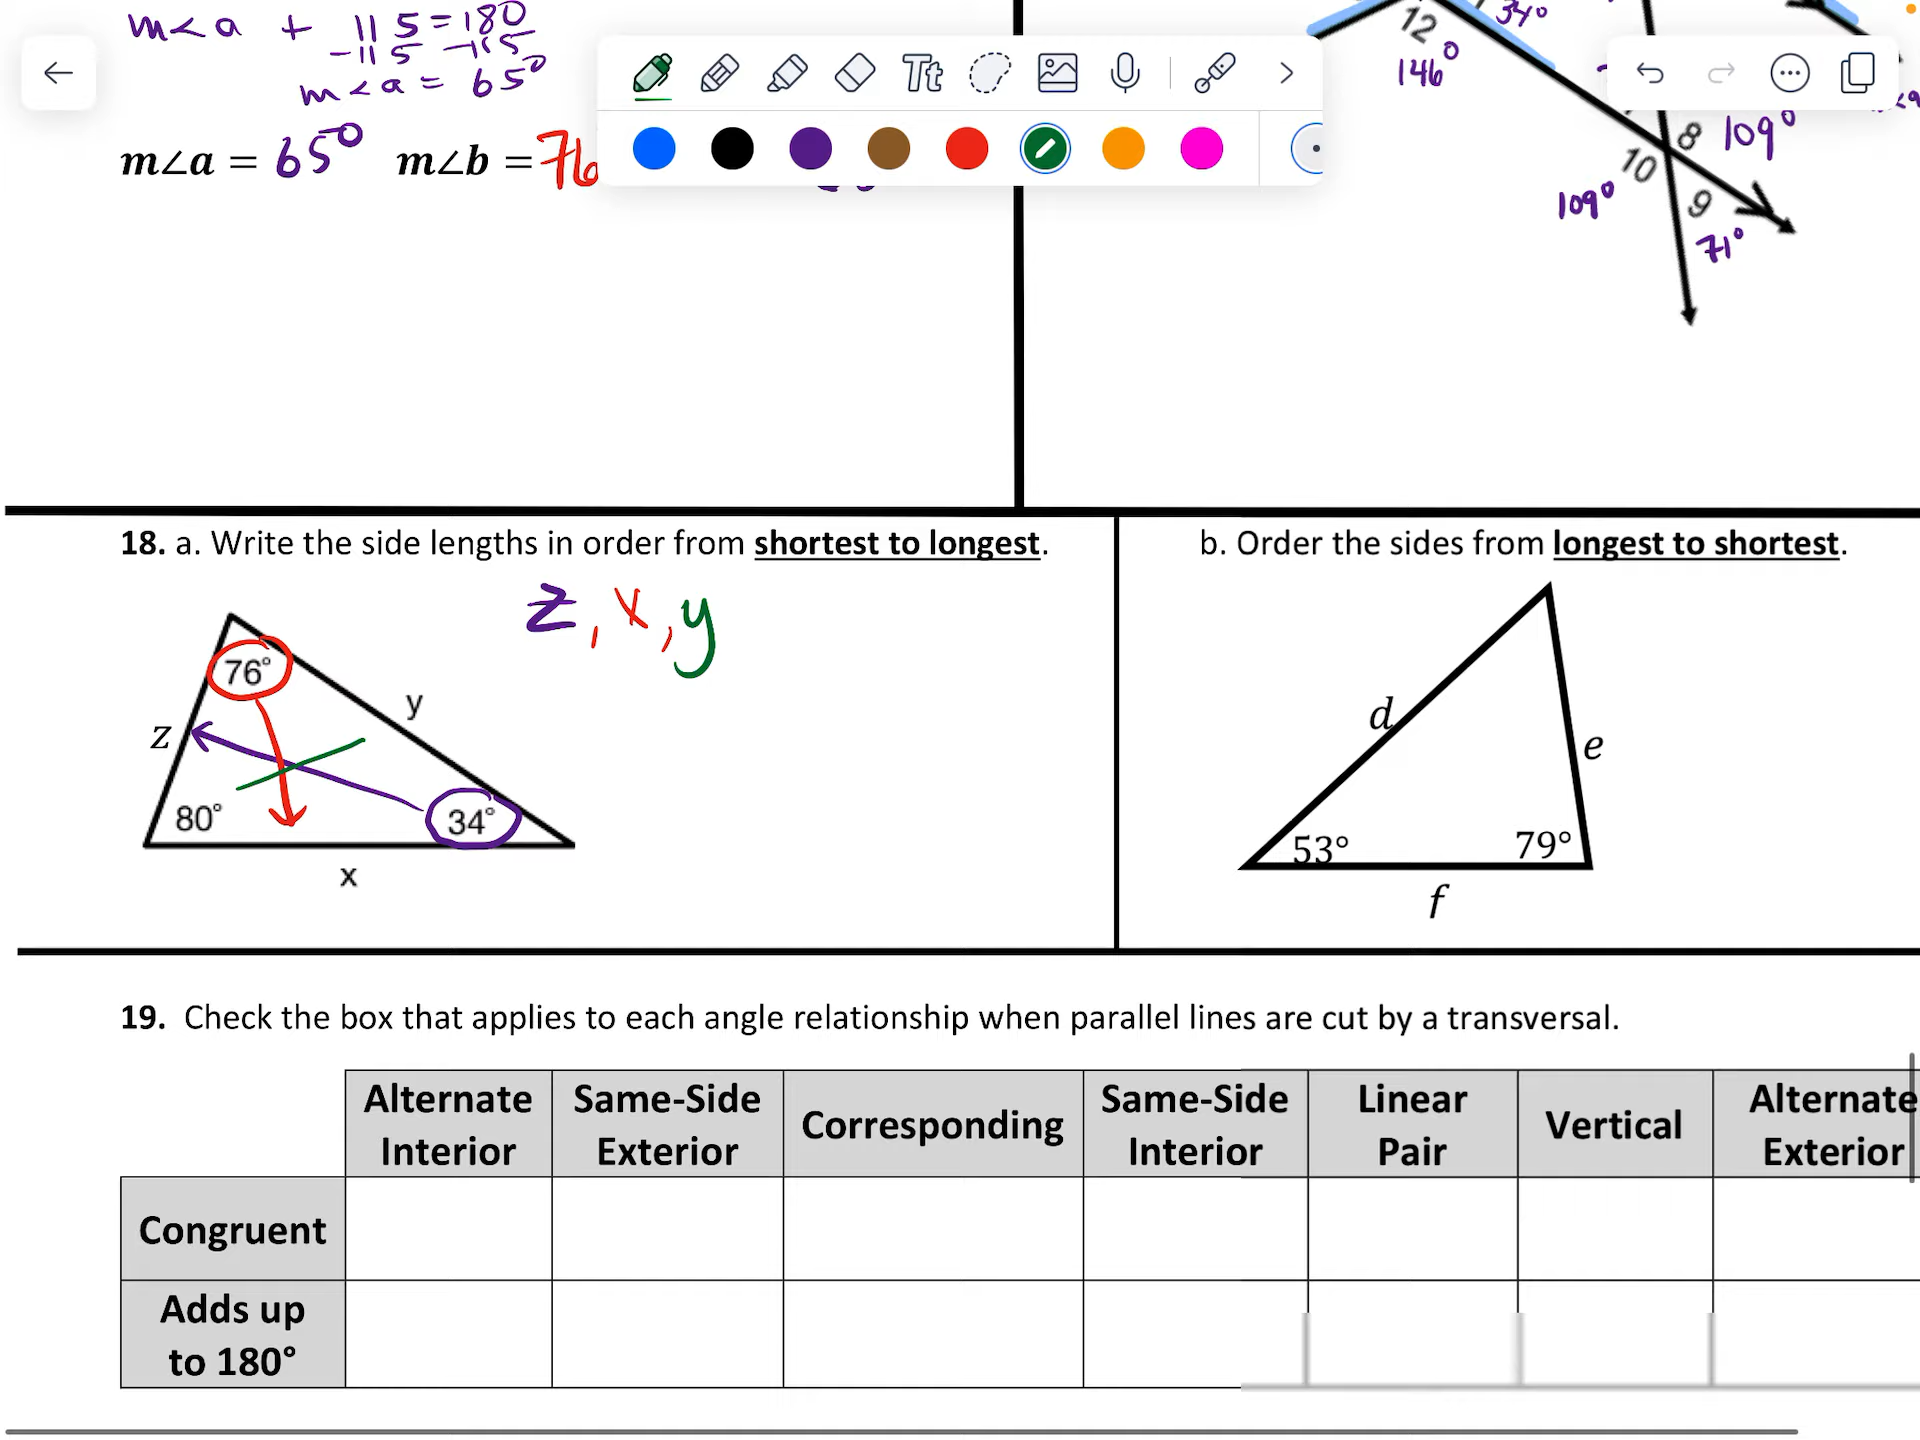 m<a + 115=180
-115 -115
m<a = 65°
Tt
m∠a = 65° m∠b = 76
12
34°
146°
8
109°
10
109°
9
71°
18. a. Write the side lengths in order from shortest to longest.
z, x, y
76°
y
z
80°
34°
x
b. Order the sides from longest to shortest.
d
e
53°
79°
f
19. Check the box that applies to each angle relationship when parallel lines are cut by a transversal.
Alternate Interior
Same-Side Exterior
Corresponding
Same-Side Interior
Linear Pair
Vertical
Alternate Exterior
Congruent
Adds up to 180°